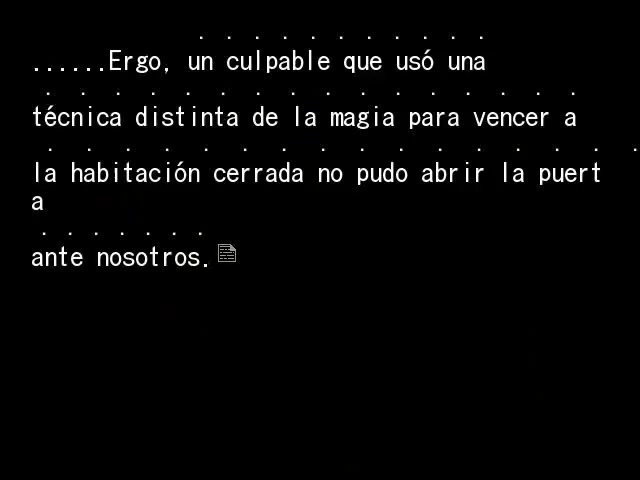 ......Ergo, un culpable que usó una
técnica distinta de la magia para vencer a
la habitación cerrada no pudo abrir la puert
a
ante nosotros.